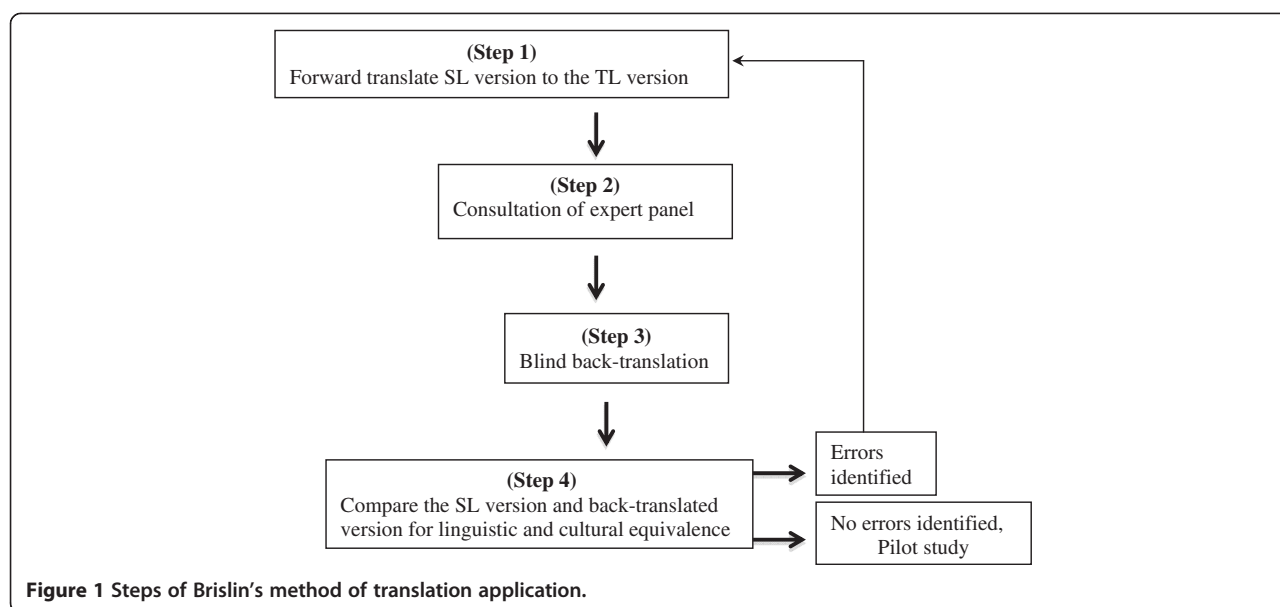 (Step 1)
Forward translate SL version to the TL version
(Step 2)
Consultation of expert panel
(Step 3)
Blind back-translation
(Step 4)
Compare the SL version and back-translated
version for linguistic and cultural equivalence
Errors
identified
No errors identified,
Pilot study
Figure 1 Steps of Brislin’s method of translation application.